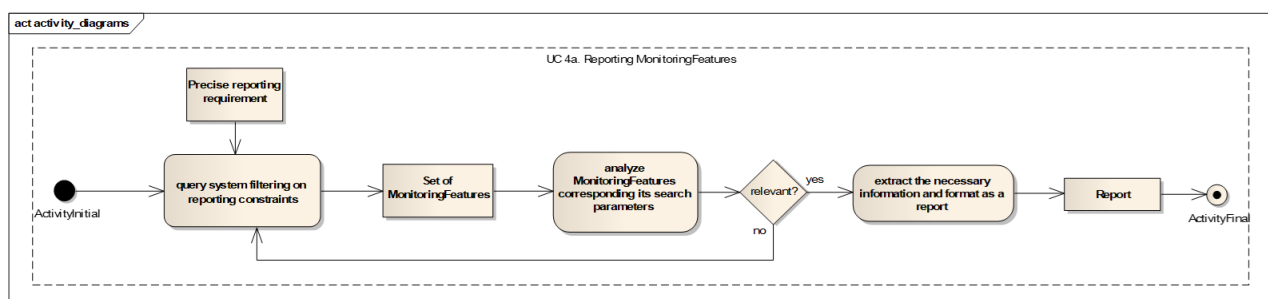 act activity_diagrams
UC 4a. Reporting MonitoringFeatures
Precise reporting
requirement
query system filtering on
reporting constraints
Set of
MonitoringFeatures
analyze
MonitoringFeatures
corresponding its search
parameters
relevant?
yes
no
extract the necessary
information and format as a
report
Report
ActivityInitial
ActivityFinal